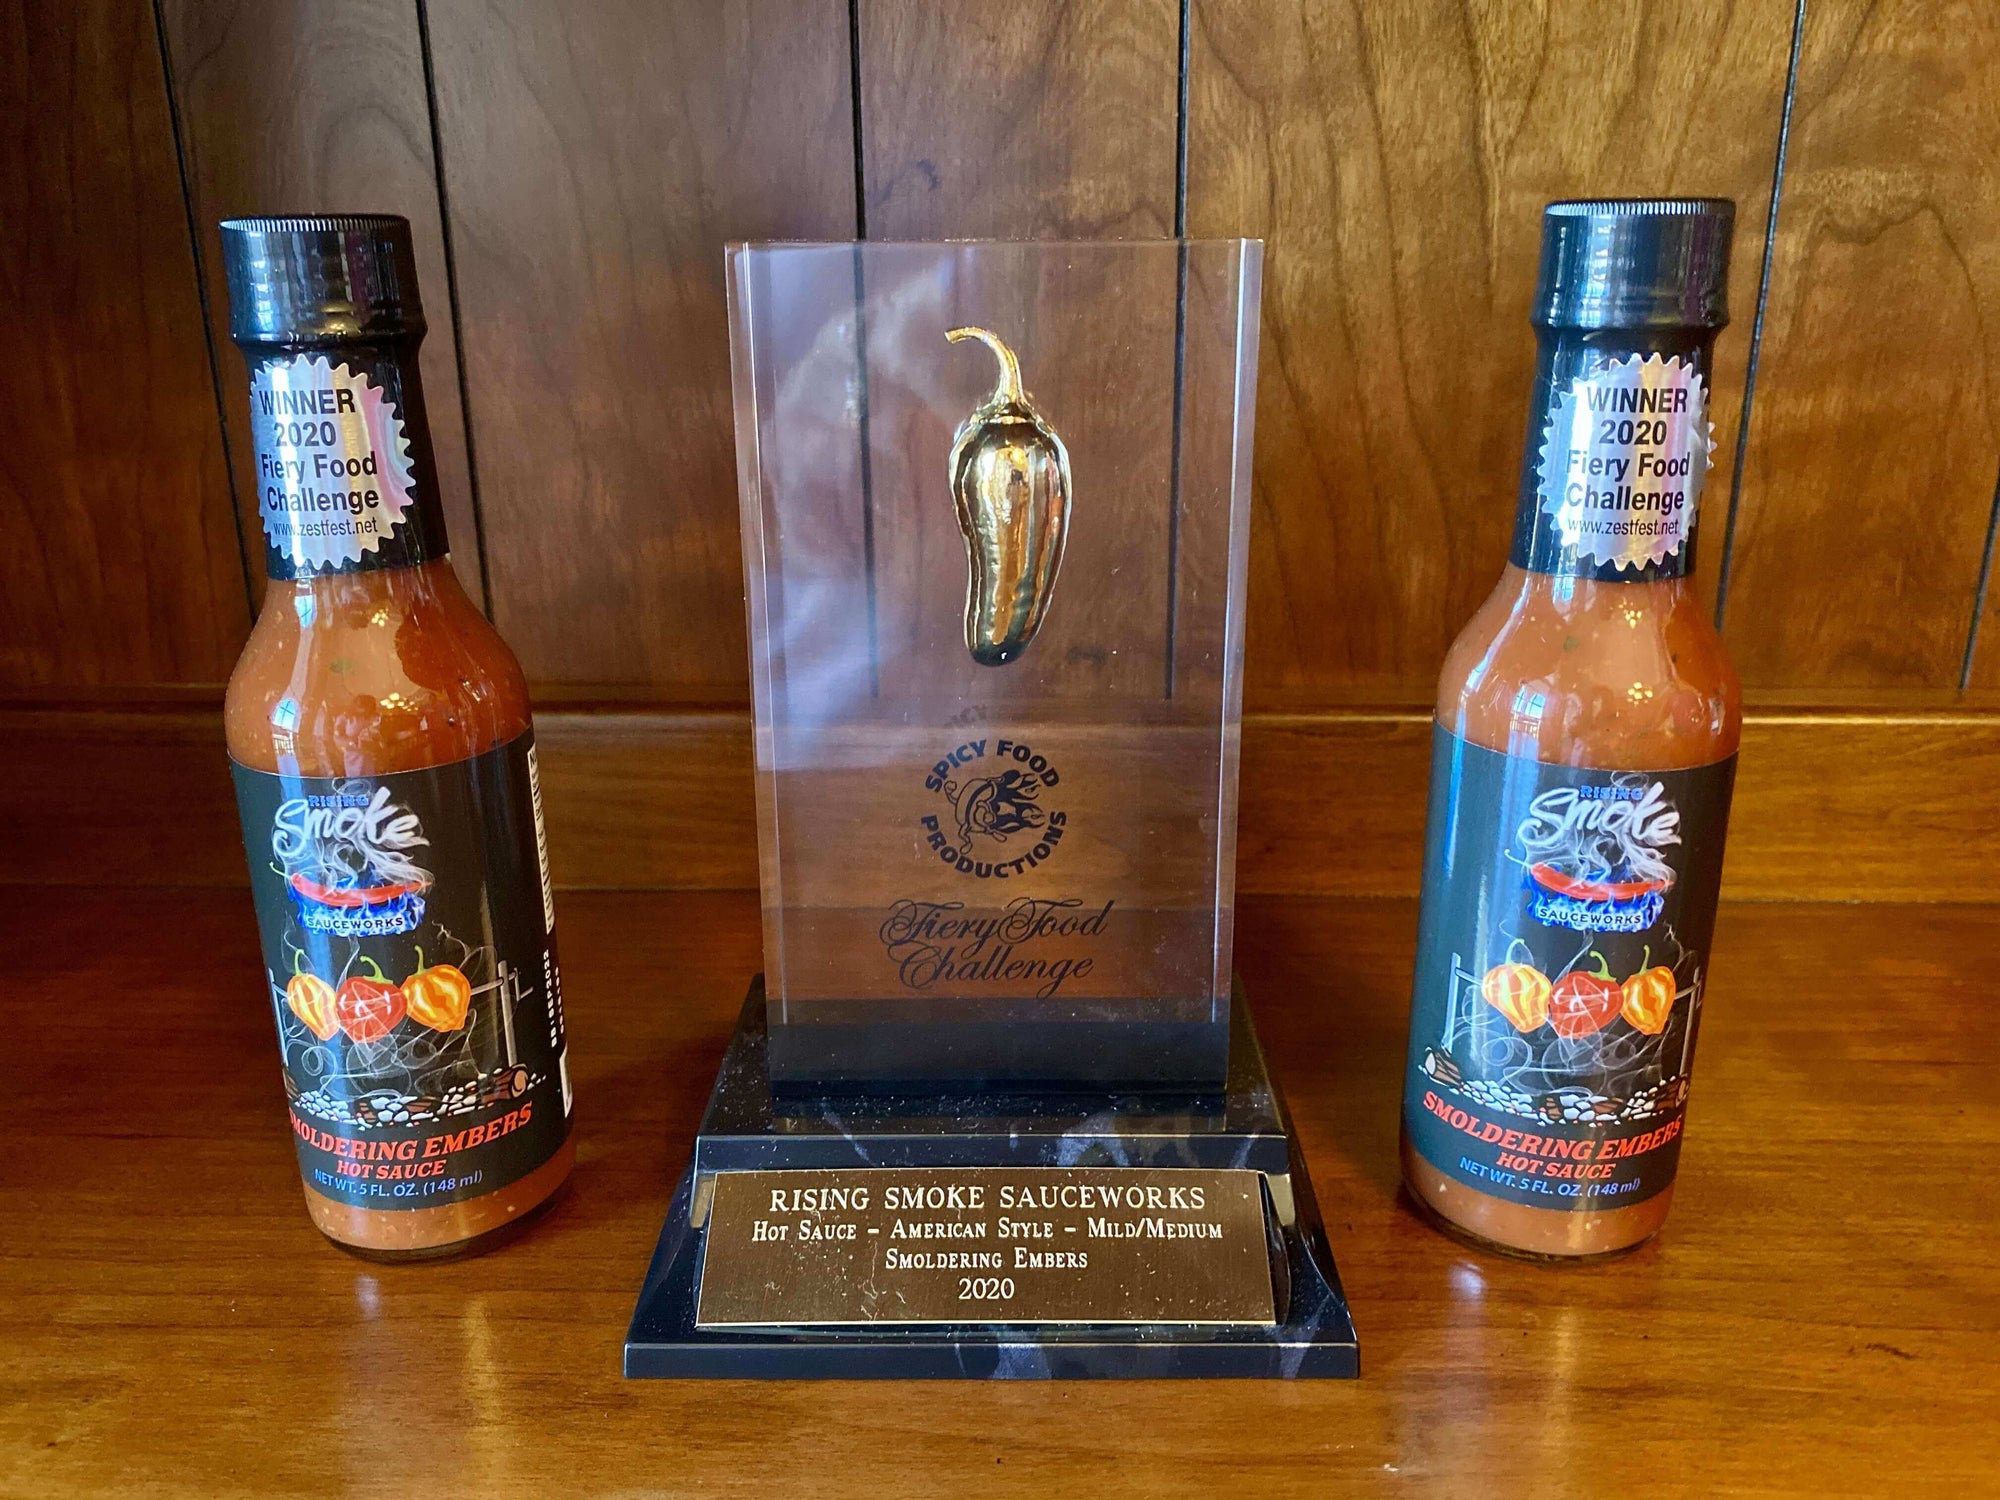 WINNER
2020
Fiery Food
Challenge
www.zestfest.net
RISING
Smoke
SAUCEWORKS
BB: SEP2022
SMOLDERING EMBERS
HOT SAUCE
NET WT. 5 FL. OZ. (148 ml)
SPICY FOOD
PRODUCTIONS
Fiery Food
Challenge
RISING SMOKE SAUCEWORKS
HOT SAUCE – AMERICAN STYLE – MILD/MEDIUM
SMOLDERING EMBERS
2020
WINNER
2020
Fiery Food
Challenge
www.zestfest.net
RISING
Smoke
SAUCEWORKS
SMOLDERING EMBERS
HOT SAUCE
NET WT. 5 FL. OZ. (148 ml)